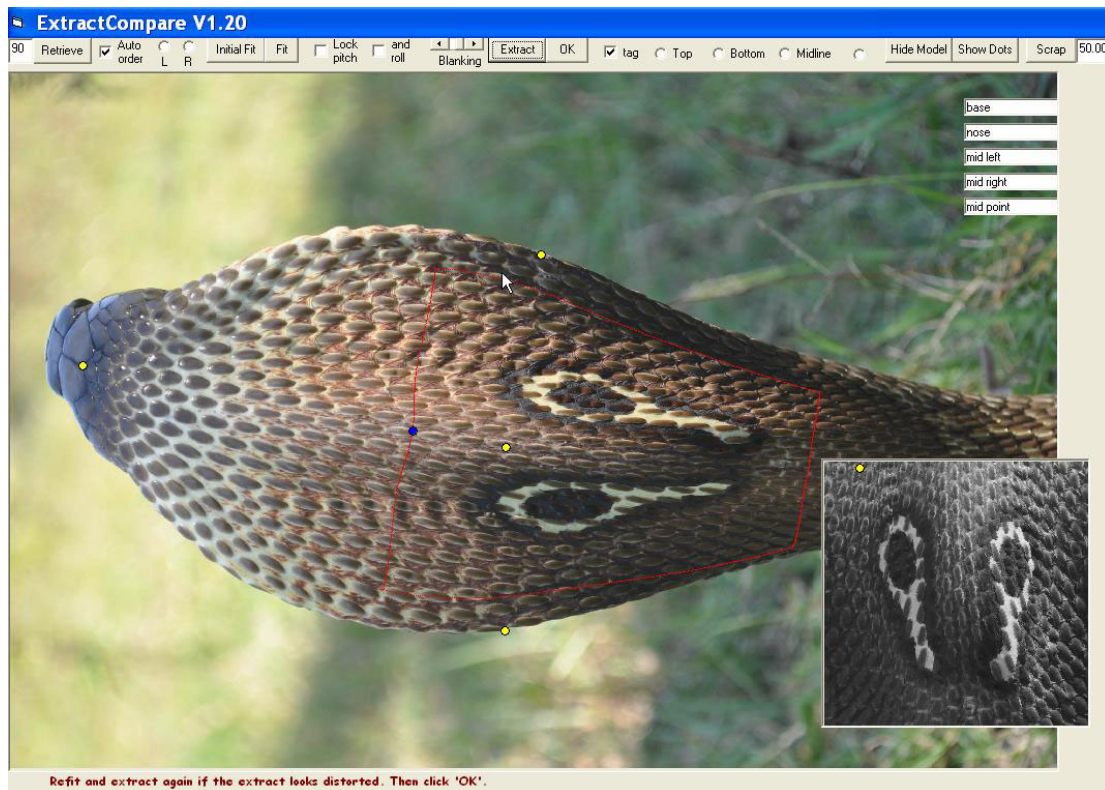 ExtractCompare V1.20
90 Retrieve Auto order L R Initial Fit Fit Lock pitch and roll Blanking Extract OK tag Top Bottom Midline Hide Model Show Dots Scrap 50.00
base
nose
mid left
mid right
mid point
Refit and extract again if the extract looks distorted. Then click 'OK'.